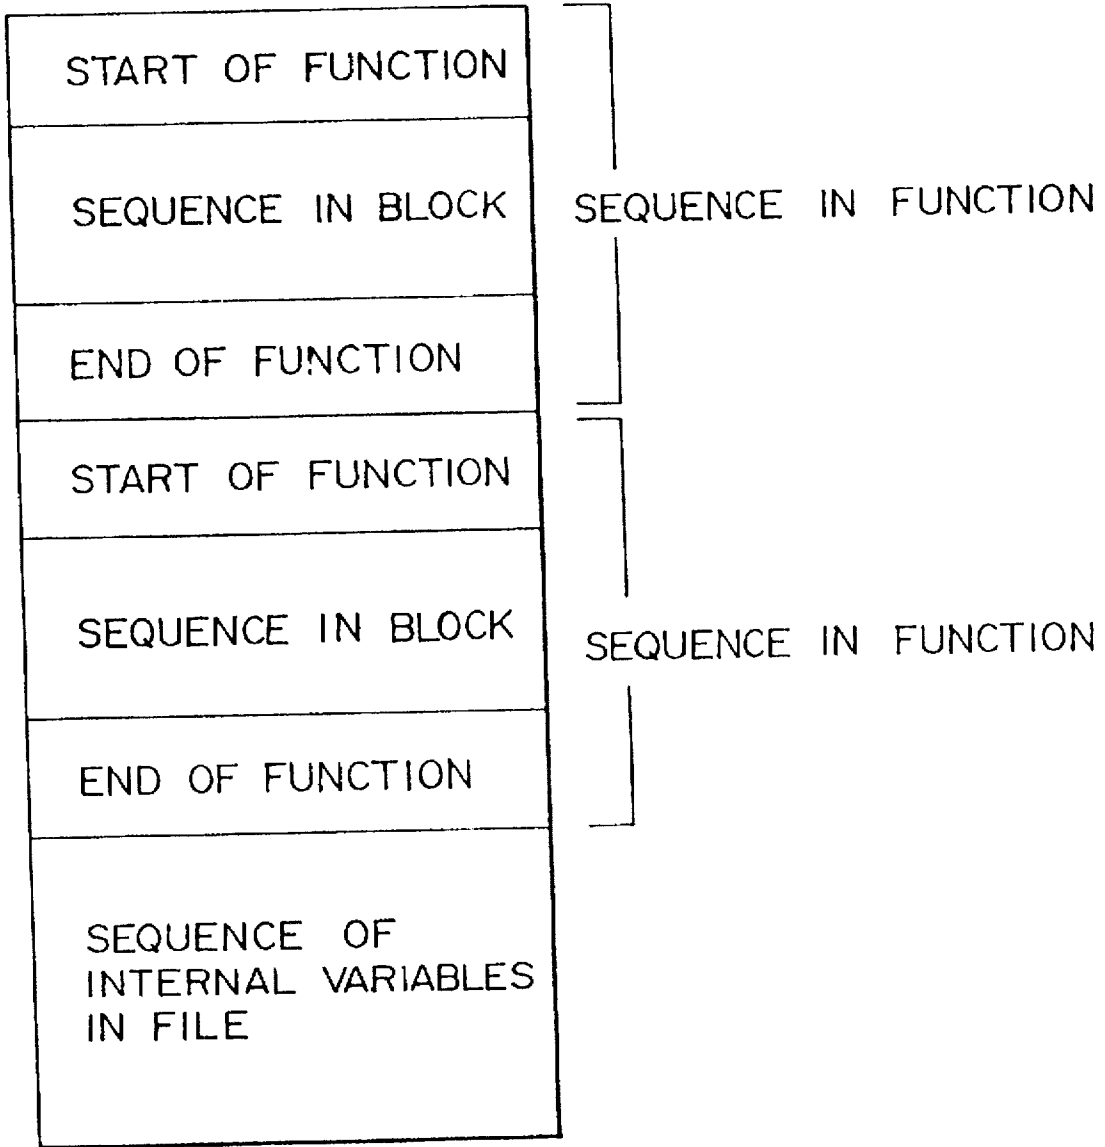 START OF FUNCTION
SEQUENCE IN BLOCK
SEQUENCE IN FUNCTION
END OF FUNCTION
START OF FUNCTION
SEQUENCE IN BLOCK
SEQUENCE IN FUNCTION
END OF FUNCTION
SEQUENCE OF
INTERNAL VARIABLES
IN FILE